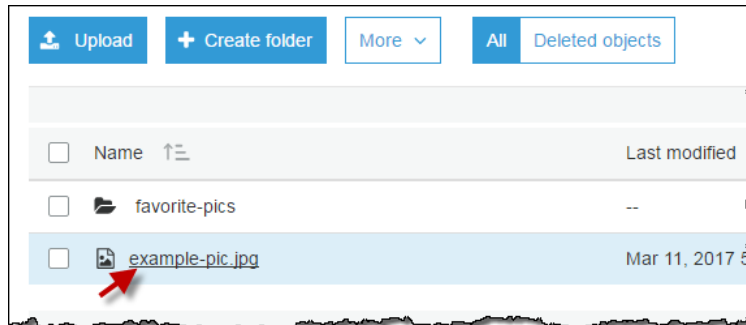 Upload Create folder More All Deleted objects
Name Last modified
favorite-pics --
example-pic.jpg Mar 11, 2017